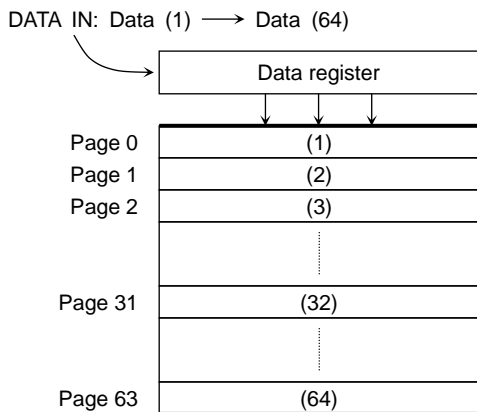 DATA IN: Data (1) ⟶ Data (64)
Data register
Page 0 (1)
Page 1 (2)
Page 2 (3)
Page 31 (32)
Page 63 (64)